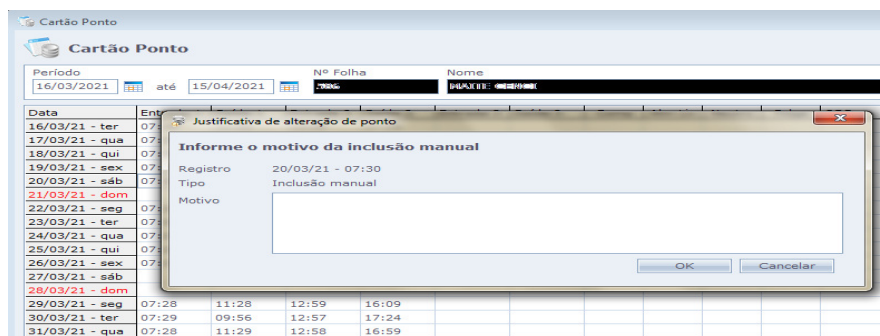 Cartão Ponto
Cartão Ponto
Período
Nº Folha
Nome
16/03/2021 até 15/04/2021
Data
16/03/21 - ter 07:
Justificativa de alteração de ponto
17/03/21 - qua 07:
Informe o motivo da inclusão manual
18/03/21 - qui 07:
19/03/21 - sex 07:
Registro 20/03/21 - 07:30
20/03/21 - sáb 07:
Tipo Inclusão manual
21/03/21 - dom
Motivo
22/03/21 - seg 07:
23/03/21 - ter 07:
24/03/21 - qua 07:
25/03/21 - qui 07:
26/03/21 - sex 07:
OK Cancelar
27/03/21 - sáb
28/03/21 - dom
29/03/21 - seg 07:28 11:28 12:59 16:09
30/03/21 - ter 07:29 09:56 12:57 17:24
31/03/21 - qua 07:28 11:29 12:58 16:59